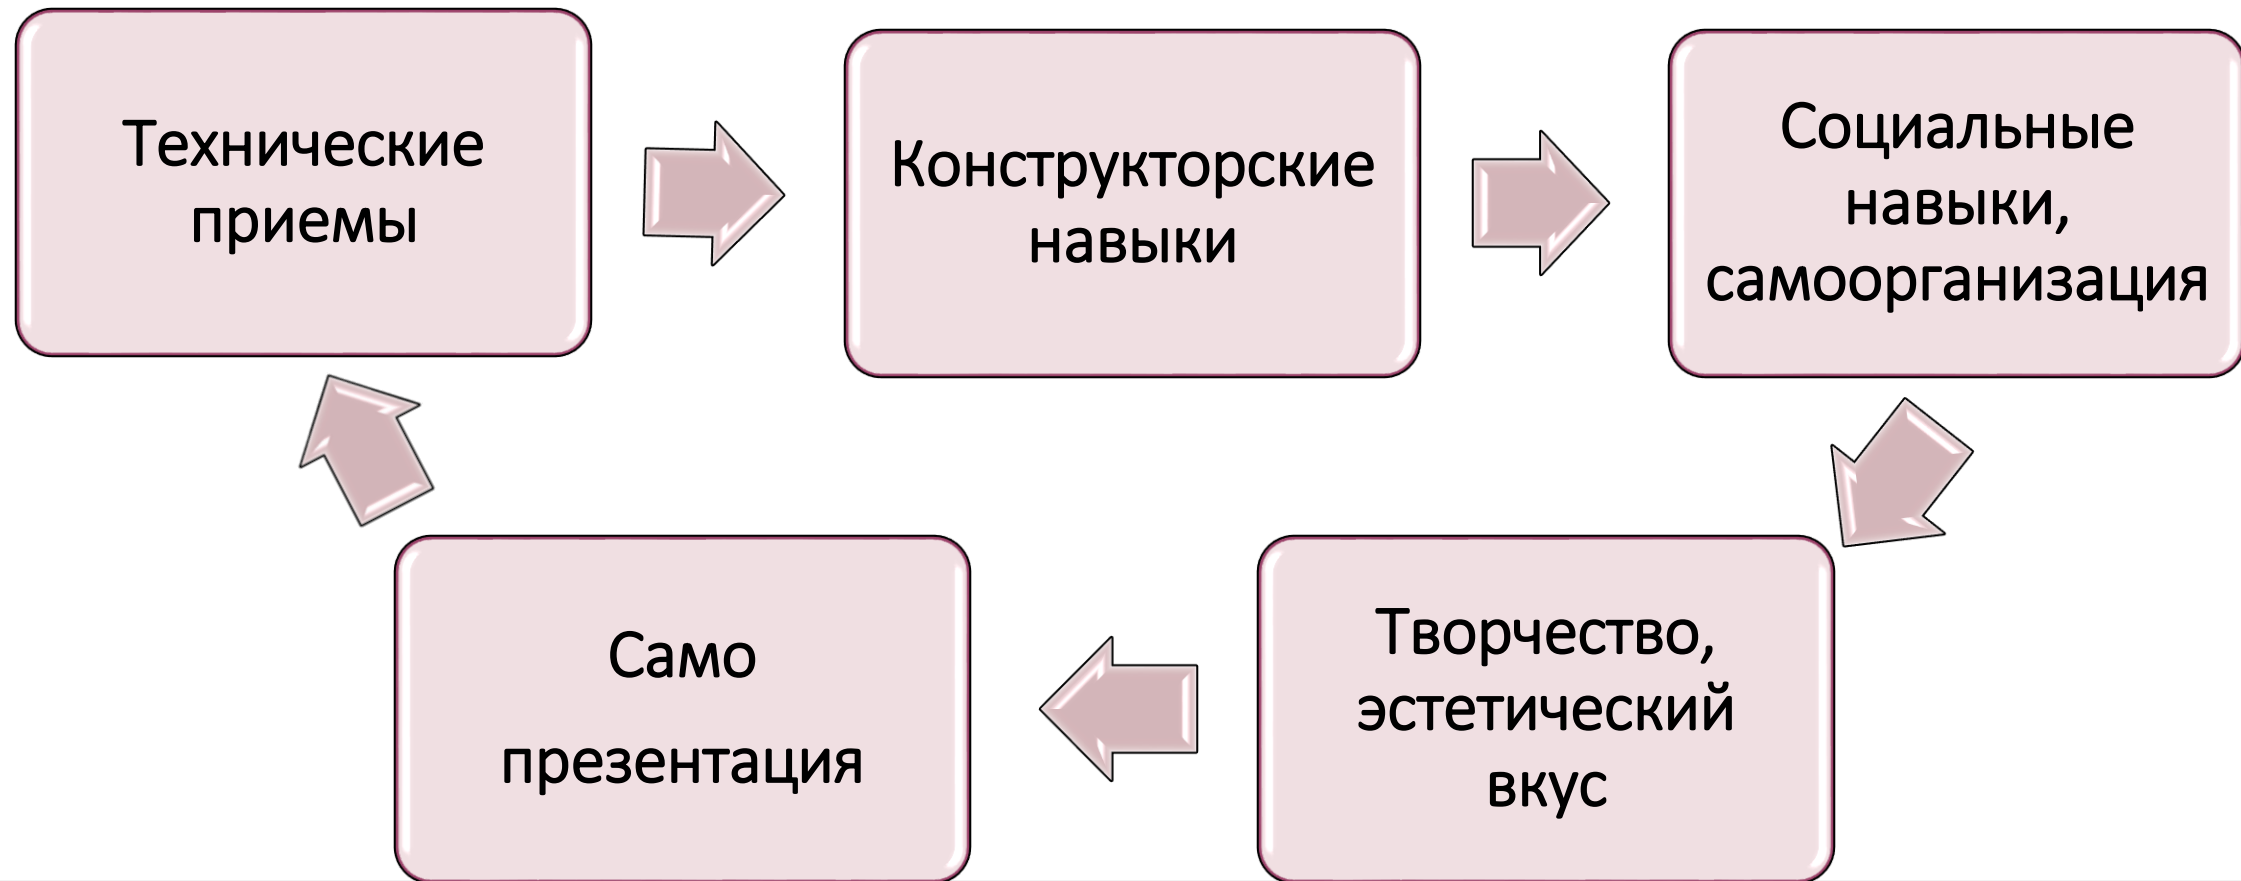 Технические
приемы
Конструкторские
навыки
Социальные
навыки,
самоорганизация
Творчество,
эстетический
вкус
Само
презентация